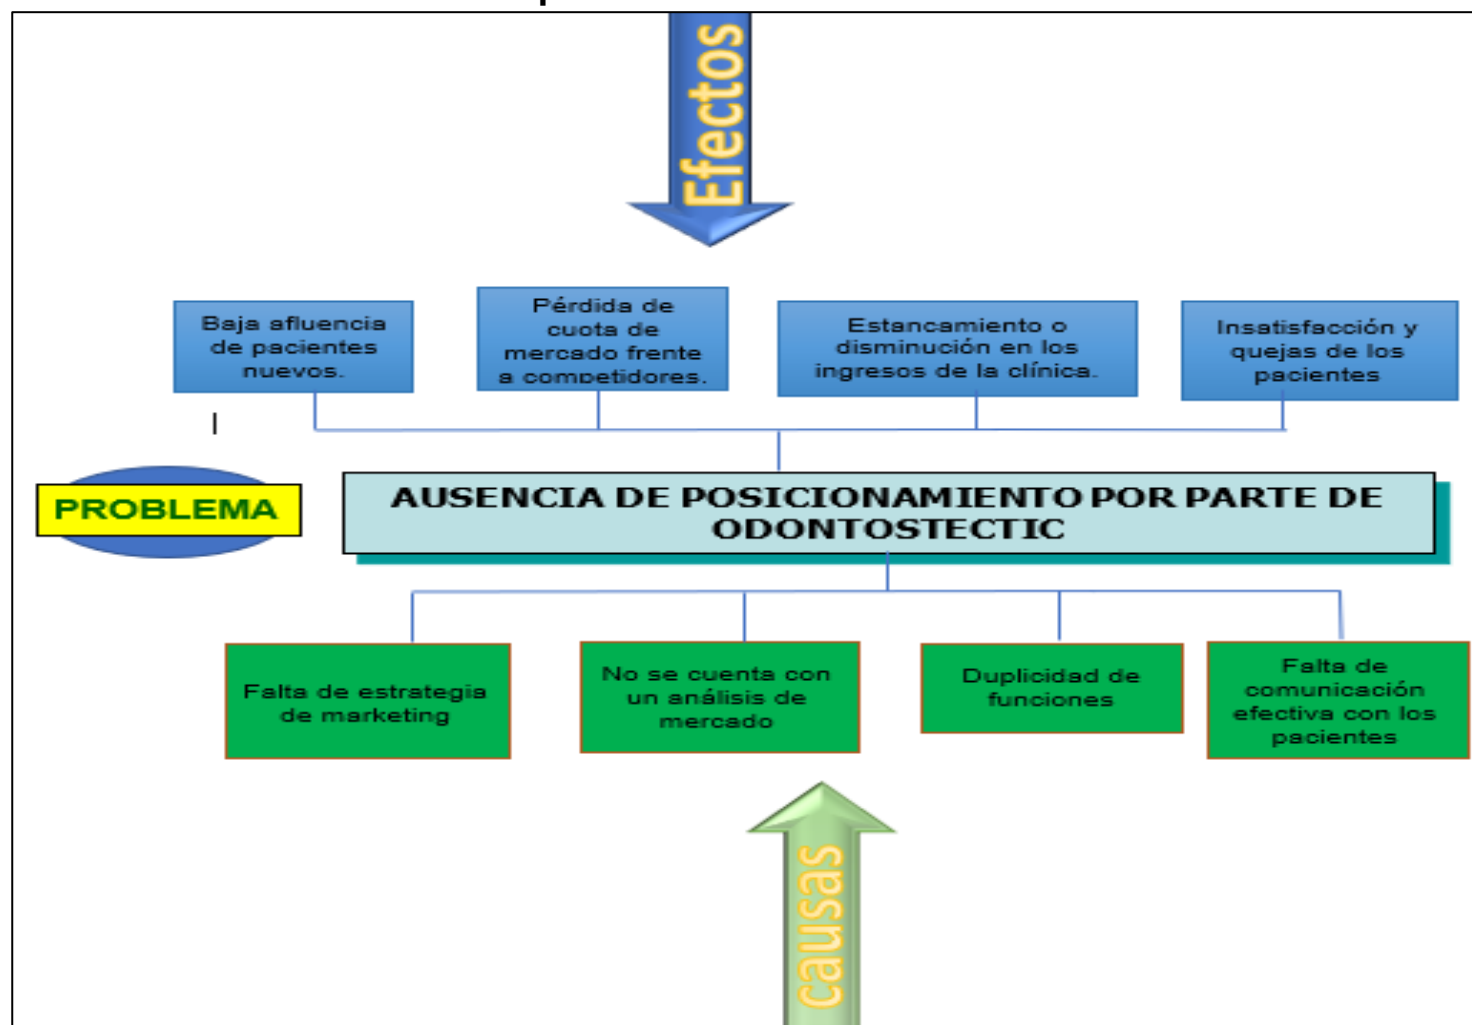 Efectos
Baja afluencia
de pacientes
nuevos.
Pérdida de
cuota de
mercado frente
a competidores.
Estancamiento o
disminución en los
ingresos de la clínica.
Insatisfacción y
quejas de los
pacientes
PROBLEMA
AUSENCIA DE POSICIONAMIENTO POR PARTE DE
ODONTOSTECTIC
Falta de estrategia
de marketing
No se cuenta con
un análisis de
mercado
Duplicidad de
funciones
Falta de
comunicación
efectiva con los
pacientes
causas